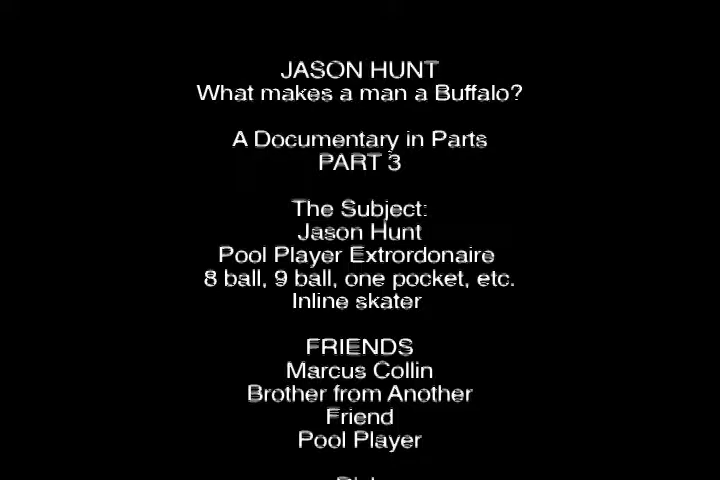 JASON HUNT
What makes a man a Buffalo?
A Documentary in Parts
PART 3
The Subject:
Jason Hunt
Pool Player Extrordonaire
8 ball, 9 ball, one pocket, etc.
Inline skater
FRIENDS
Marcus Collin
Brother from Another
Friend
Pool Player